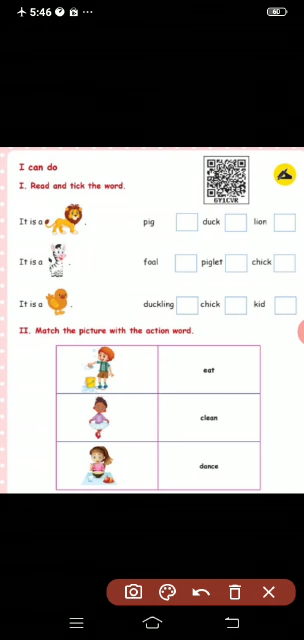 5:46 ... 60
I can do
GY1CVR
I. Read and tick the word.
It is a . pig duck lion
It is a . foal piglet chick
It is a . duckling chick kid
II. Match the picture with the action word.
eat
clean
dance